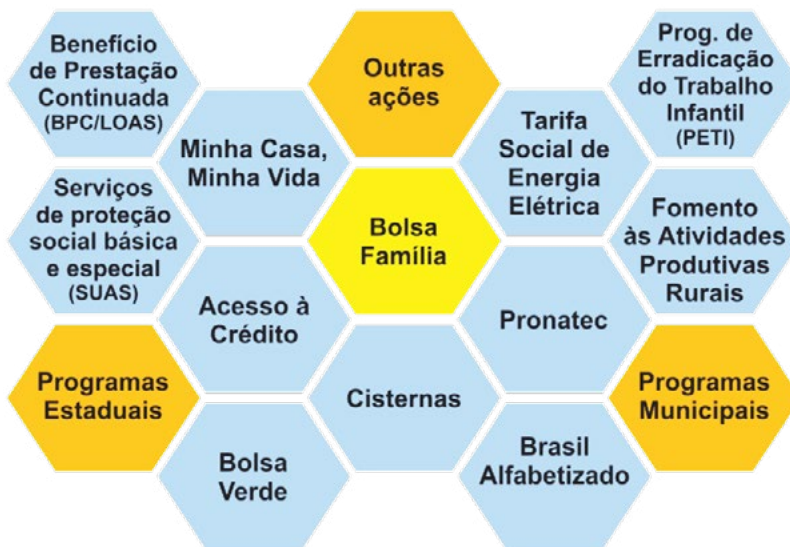 Benefício
de Prestação
Continuada
(BPC/LOAS)
Outras
ações
Prog. de
Erradicação
do Trabalho
Infantil
(PETI)
Minha Casa,
Minha Vida
Tarifa
Social de
Energia
Elétrica
Serviços
de proteção
social básica
e especial
(SUAS)
Bolsa
Família
Fomento
às Atividades
Produtivas
Rurais
Acesso à
Crédito
Pronatec
Programas
Estaduais
Cisternas
Programas
Municipais
Bolsa
Verde
Brasil
Alfabetizado